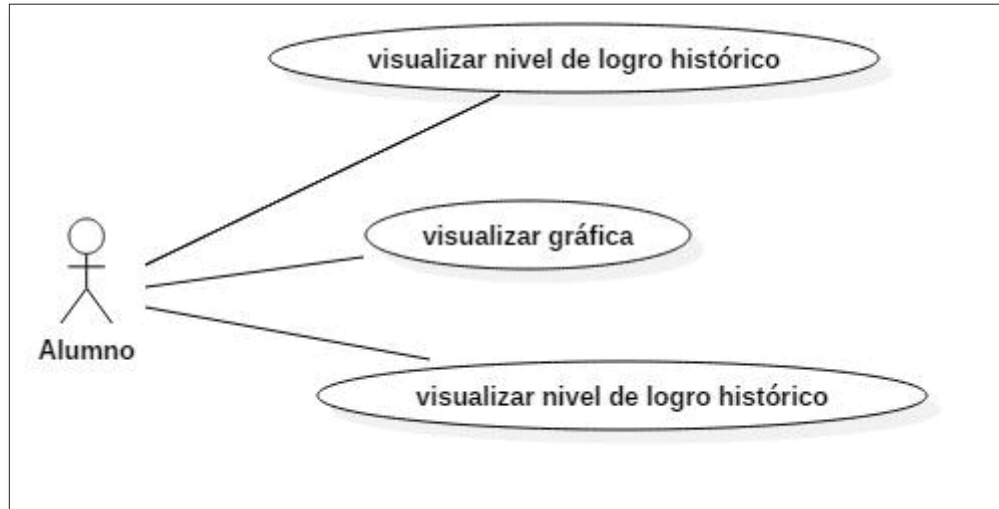 visualizar nivel de logro histórico
visualizar gráfica
Alumno
visualizar nivel de logro histórico